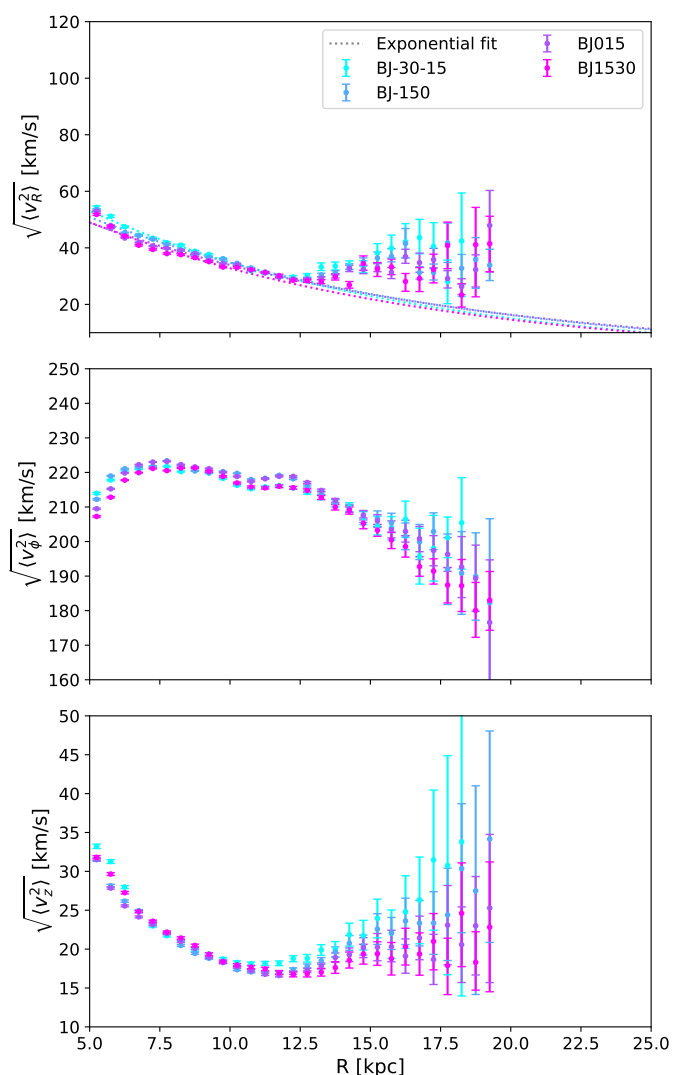 120
100
80
60
40
20
√⟨v_R^2⟩ [km/s]
Exponential fit
BJ-30-15
BJ-150
BJ015
BJ1530
250
240
230
220
210
200
190
180
170
160
√⟨v_ϕ^2⟩ [km/s]
50
45
40
35
30
25
20
15
10
√⟨v_z^2⟩ [km/s]
5.0 7.5 10.0 12.5 15.0 17.5 20.0 22.5 25.0
R [kpc]